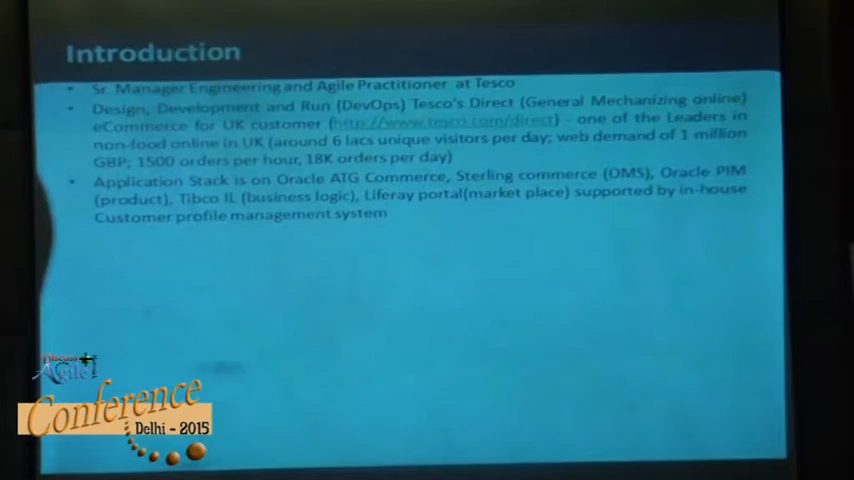 Introduction
• Sr. Manager Engineering and Agile Practitioner at Tesco
• Design, Development and Run (DevOps) Tesco's Direct (General Mechanizing online)
eCommerce for UK customer (http://www.tesco.com/direct) - one of the Leaders in
non-food online in UK (around 6 lacs unique visitors per day; web demand of 1 million
GBP; 1500 orders per hour, 18K orders per day)
• Application Stack is on Oracle ATG Commerce, Sterling commerce (OMS), Oracle PIM
(product), Tibco IL (business logic), Liferay portal(market place) supported by in-house
Customer profile management system
Agile
Conference
Delhi - 2015